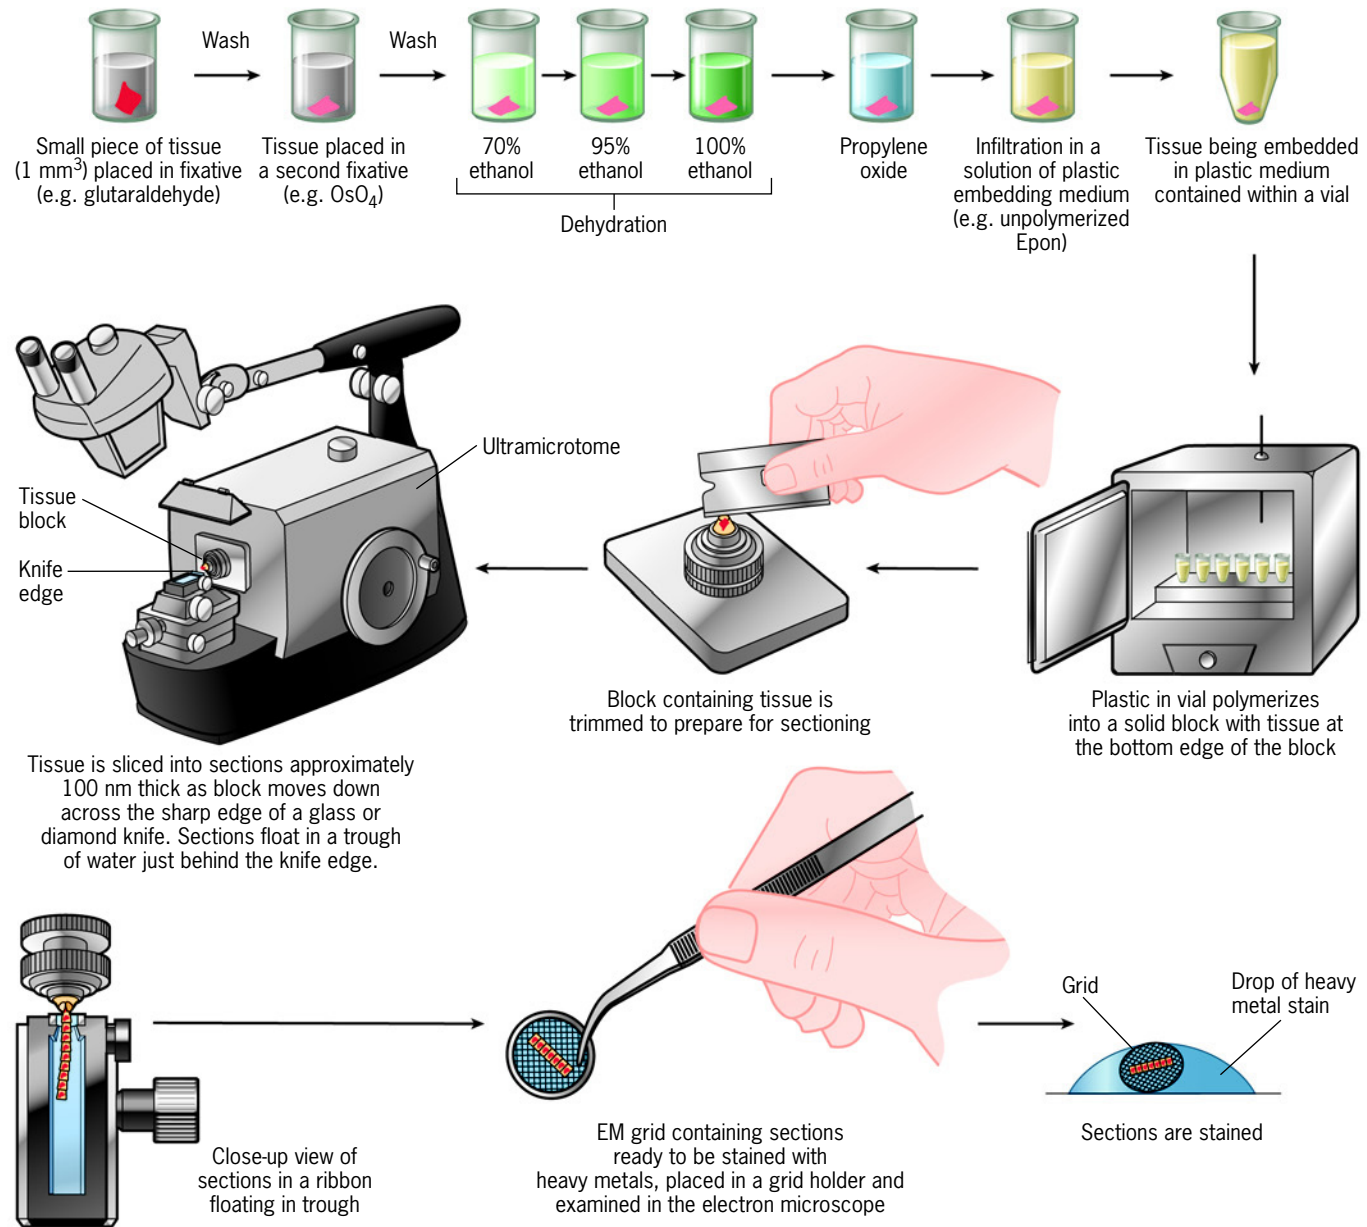 Wash
Wash
Small piece of tissue
(1 mm³) placed in fixative
(e.g. glutaraldehyde)
Tissue placed in
a second fixative
(e.g. OsO₄)
70%
ethanol
95%
ethanol
100%
ethanol
Dehydration
Propylene
oxide
Infiltration in a
solution of plastic
embedding medium
(e.g. unpolymerized
Epon)
Tissue being embedded
in plastic medium
contained within a vial
Ultramicrotome
Tissue
block
Knife
edge
Tissue is sliced into sections approximately
100 nm thick as block moves down
across the sharp edge of a glass or
diamond knife. Sections float in a trough
of water just behind the knife edge.
Block containing tissue is
trimmed to prepare for sectioning
Plastic in vial polymerizes
into a solid block with tissue at
the bottom edge of the block
Close-up view of
sections in a ribbon
floating in trough
EM grid containing sections
ready to be stained with
heavy metals, placed in a grid holder and
examined in the electron microscope
Grid
Drop of heavy
metal stain
Sections are stained